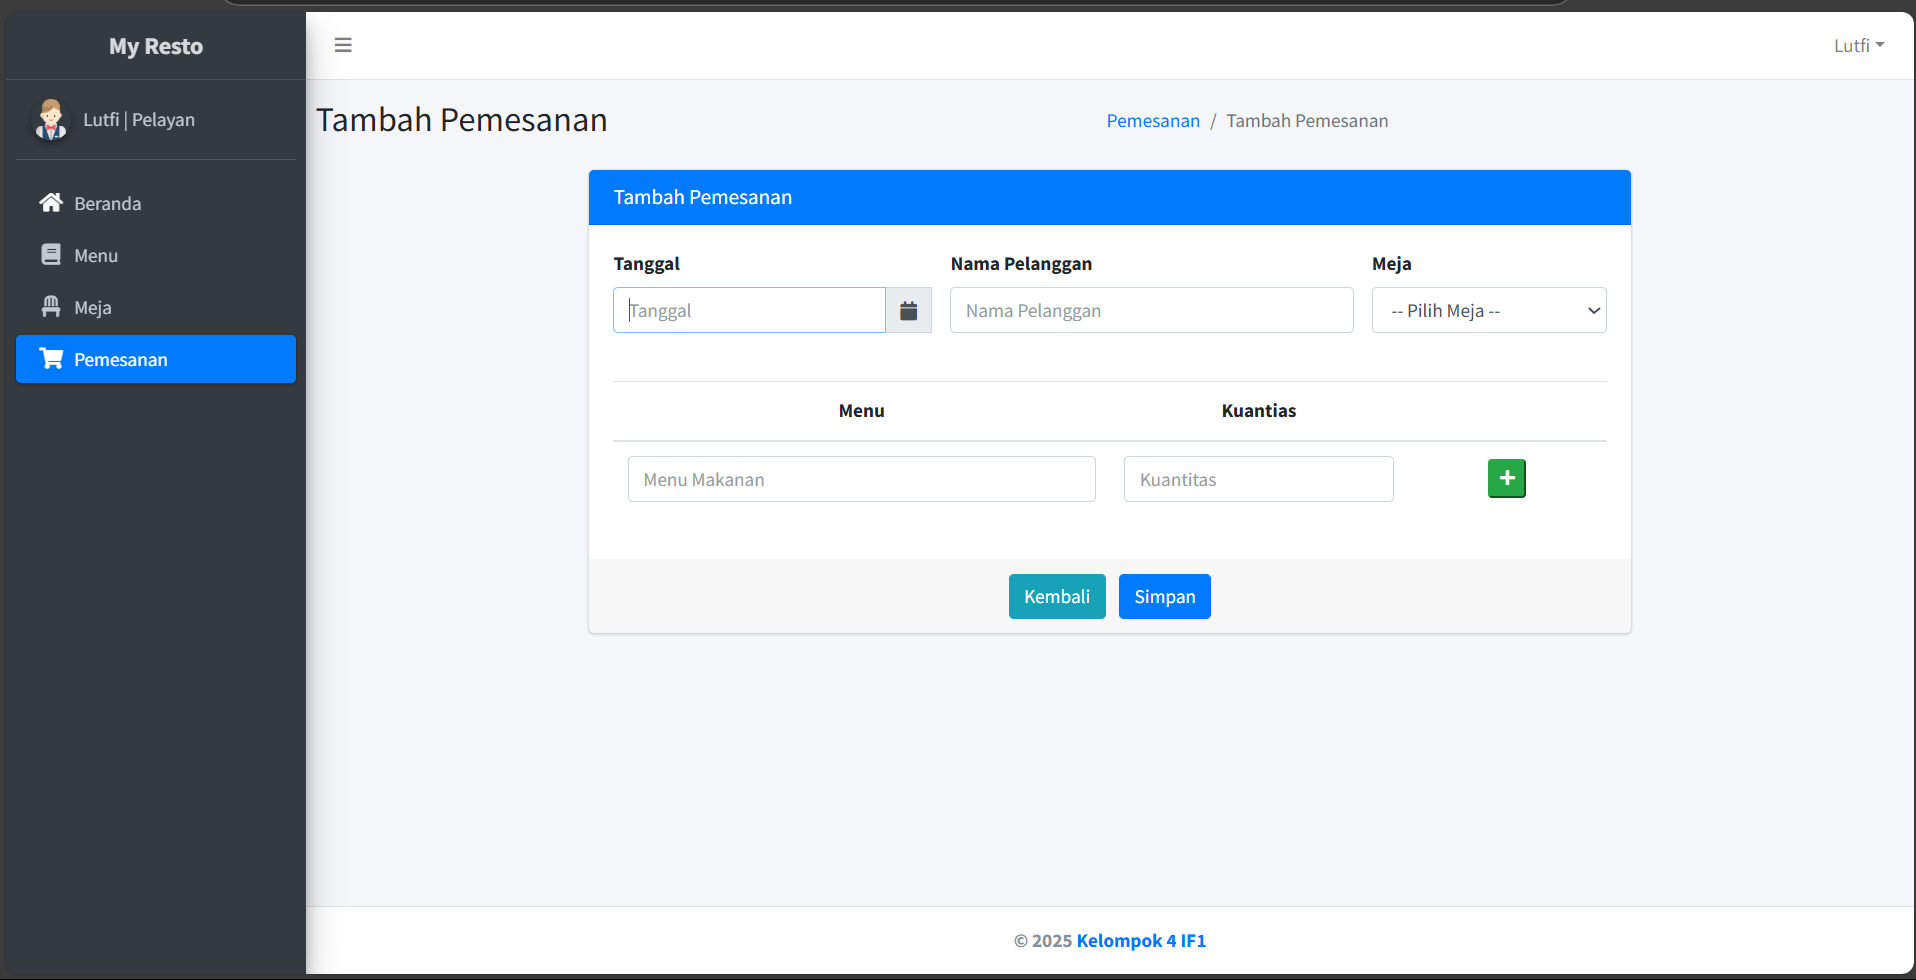 My Resto
Lutfi
Lutfi | Pelayan
Beranda
Menu
Meja
Pemesanan
Tambah Pemesanan
Pemesanan / Tambah Pemesanan
Tambah Pemesanan
Tanggal Nama Pelanggan Meja
Tanggal Nama Pelanggan -- Pilih Meja --
Menu Kuantias
Menu Makanan Kuantitas +
Kembali Simpan
© 2025 Kelompok 4 IF1